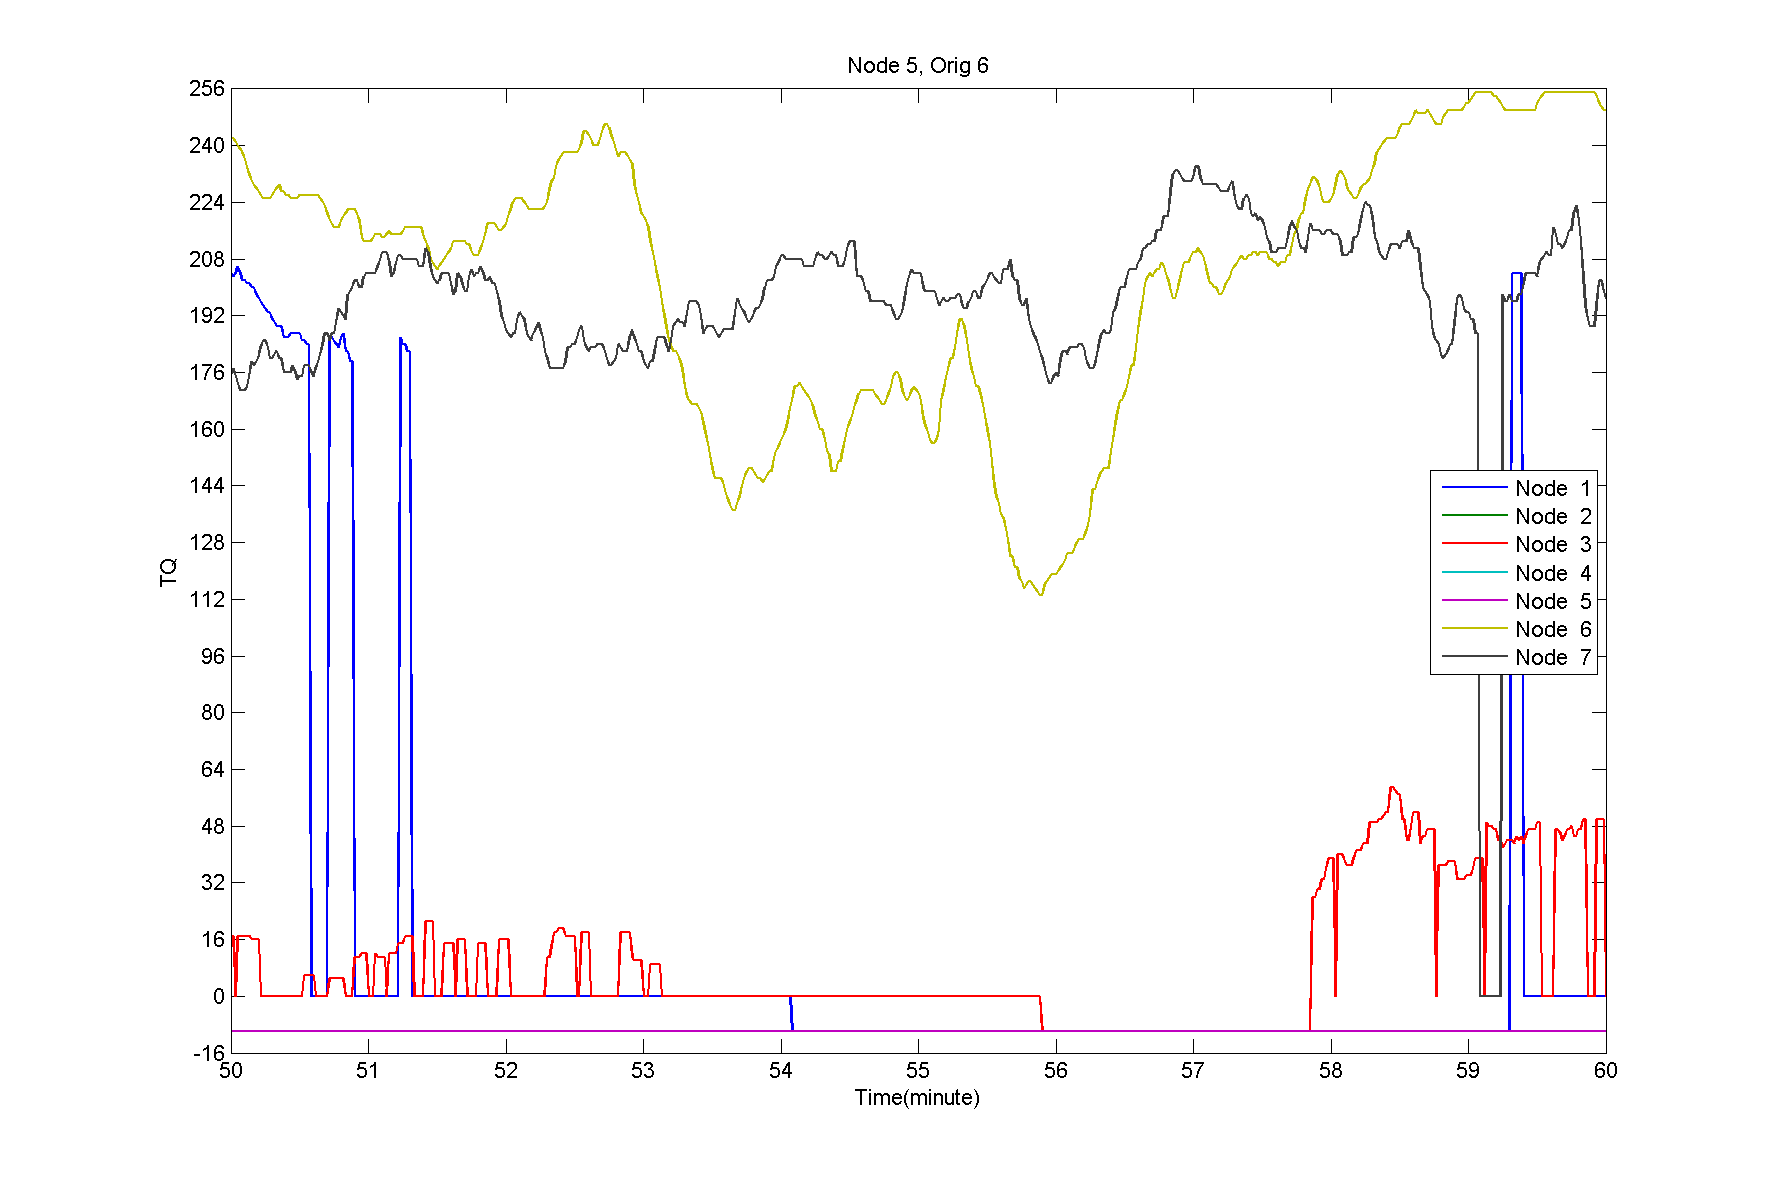 Node 5, Orig 6
256
240
224
208
192
176
160
144
128
112
96
80
64
48
32
16
0
-16
TQ
Node 1
Node 2
Node 3
Node 4
Node 5
Node 6
Node 7
50 51 52 53 54 55 56 57 58 59 60
Time(minute)